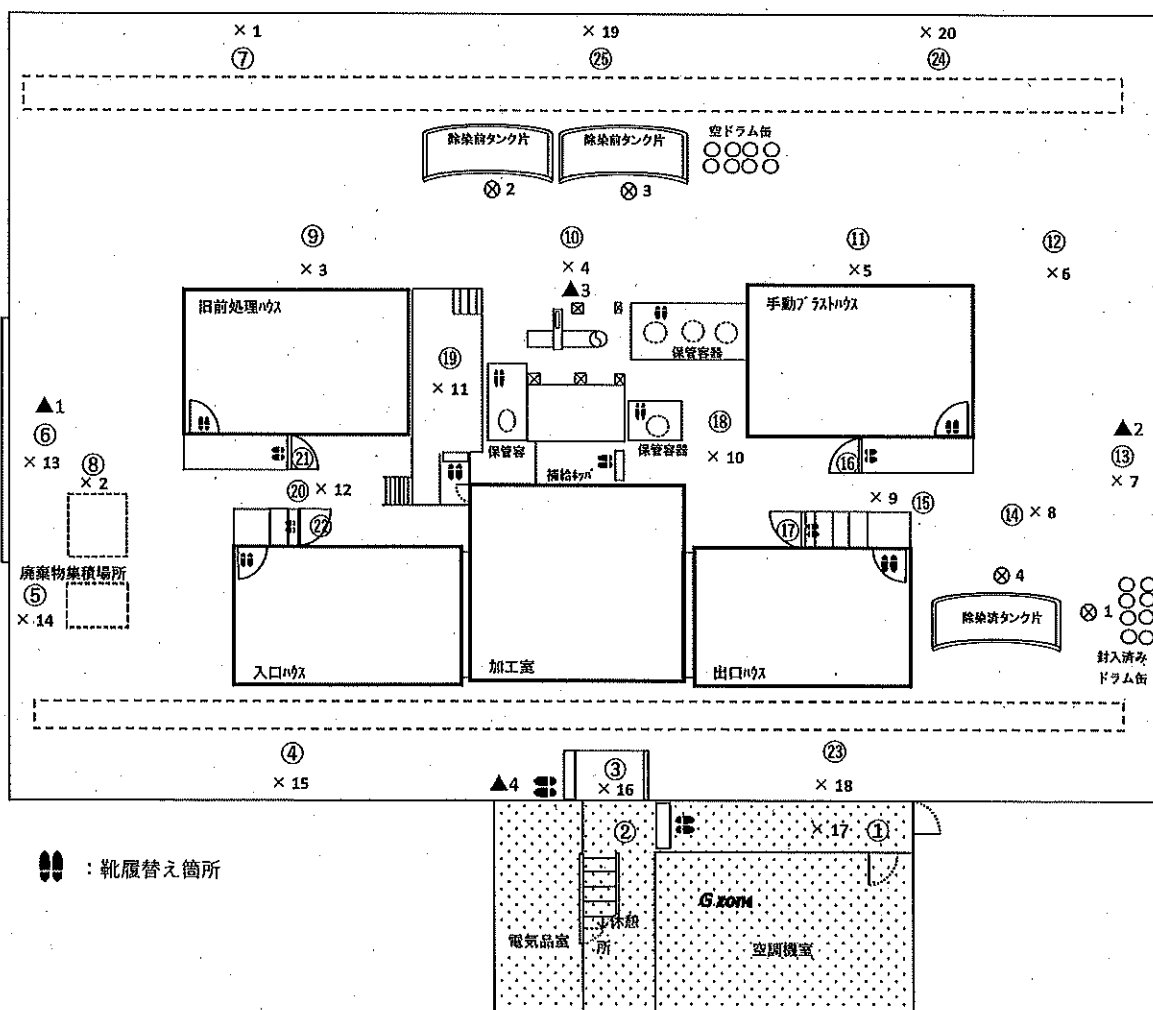 × 1
× 19
× 20
⑦
㉕
㉔
除染前タンク片
除染前タンク片
空ドラム缶
⊗ 2
⊗ 3
⑨
⑩
⑪
⑫
× 3
× 4
× 5
× 6
▲3
旧前処理ハウス
手動ブラストハウス
保管容器
⑲
× 11
▲1
⑥
× 13
⑧
× 2
保管容
保管容器
⑱
× 10
▲2
⑬
× 7
㉑
⑯
補給ｷｬﾊﾞ
⑳
× 12
× 9
⑮
⑭
× 8
㉒
⑰
廃棄物集積場所
⑤
× 14
⊗ 4
⊗ 1
除染済タンク片
封入済み
ドラム缶
入口ハウス
加工室
出口ハウス
④
× 15
▲4
③
× 16
㉓
× 18
②
× 17
①
：靴履替え箇所
G zone
電気品室
休憩
所
空調機室